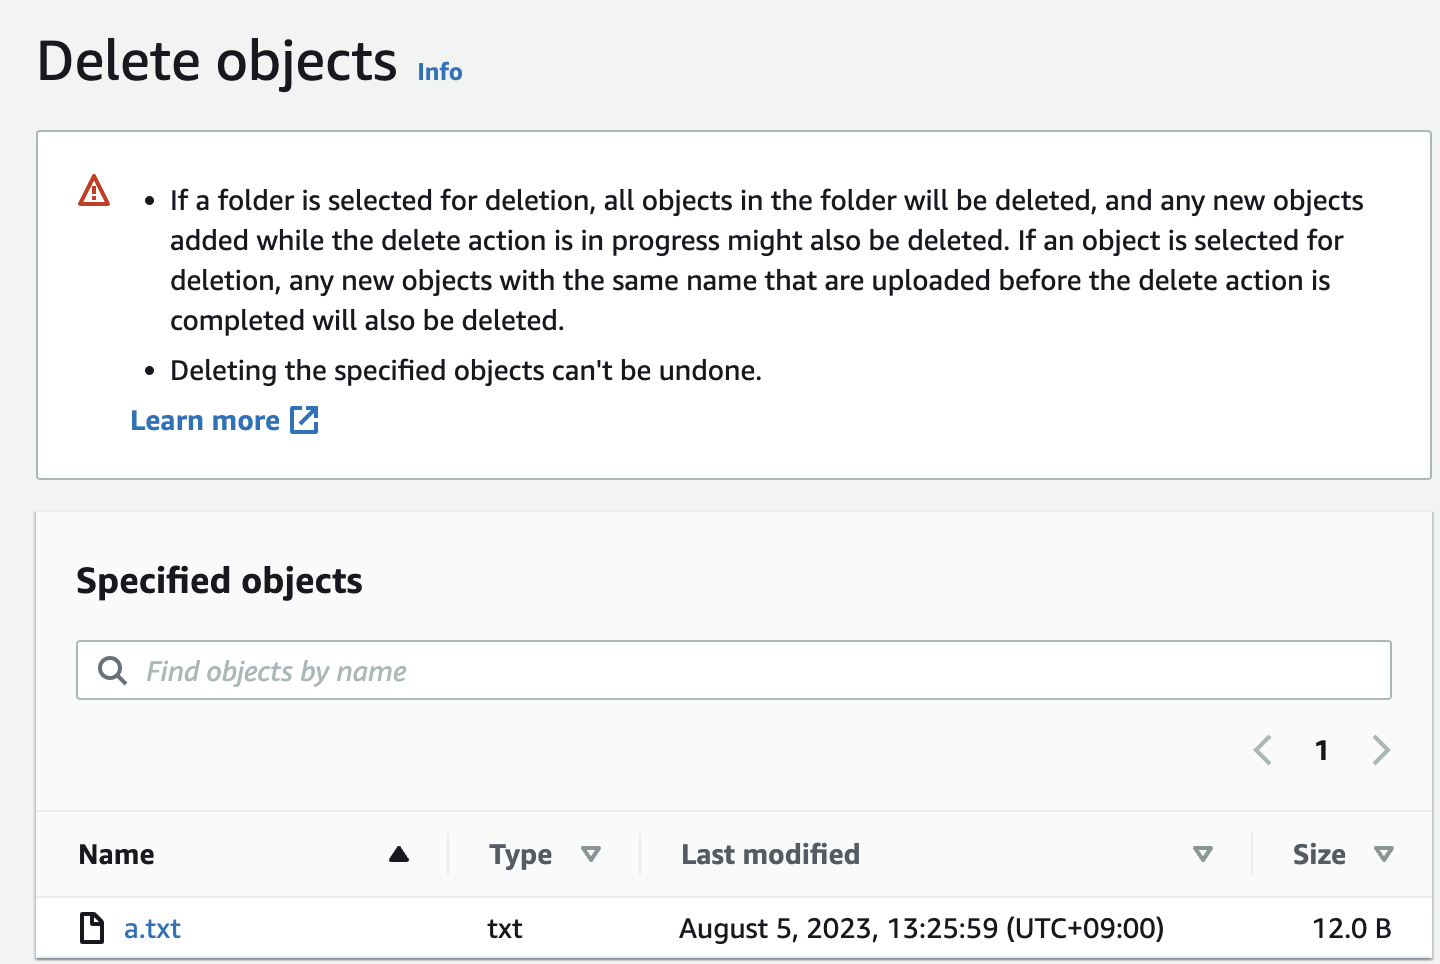 Delete objects Info
• If a folder is selected for deletion, all objects in the folder will be deleted, and any new objects
added while the delete action is in progress might also be deleted. If an object is selected for
deletion, any new objects with the same name that are uploaded before the delete action is
completed will also be deleted.
• Deleting the specified objects can't be undone.
Learn more
Specified objects
Find objects by name
1
Name Type Last modified Size
a.txt txt August 5, 2023, 13:25:59 (UTC+09:00) 12.0 B